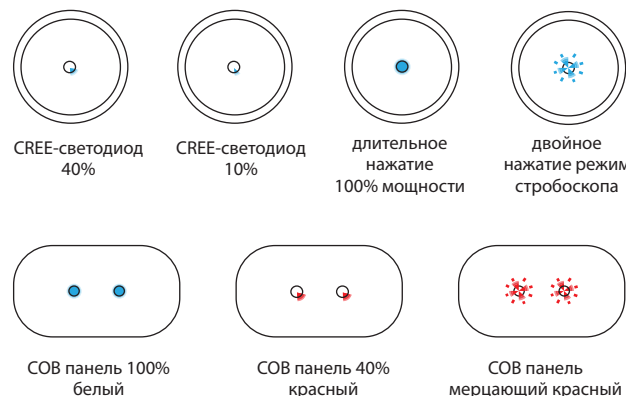 CREE-светодиод
40%
CREE-светодиод
10%
длительное
нажатие
100% мощности
двойное
нажатие режим
стробоскопа
COB панель 100%
белый
COB панель 40%
красный
COB панель
мерцающий красный